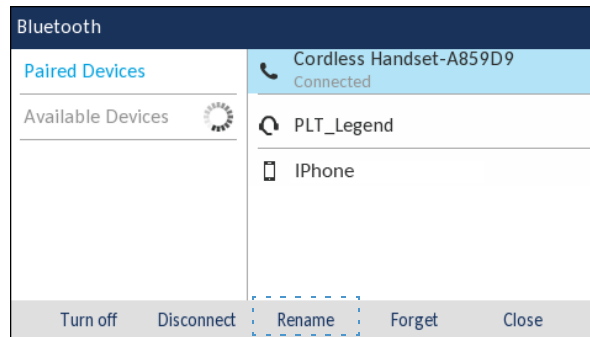 Bluetooth
Paired Devices
Available Devices
Cordless Handset-A859D9
Connected
PLT_Legend
IPhone
Turn off Disconnect Rename Forget Close